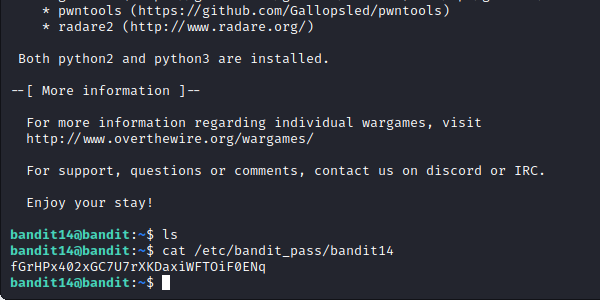 * pwntools (https://github.com/Gallopsled/pwntools)
* radare2 (http://www.radare.org/)
Both python2 and python3 are installed.
--[ More information ]--
For more information regarding individual wargames, visit
http://www.overthewire.org/wargames/
For support, questions or comments, contact us on discord or IRC.
Enjoy your stay!
bandit14@bandit:~$ ls
bandit14@bandit:~$ cat /etc/bandit_pass/bandit14
fGrHPx402xGC7U7rXKDaxiWFTOiF0ENq
bandit14@bandit:~$